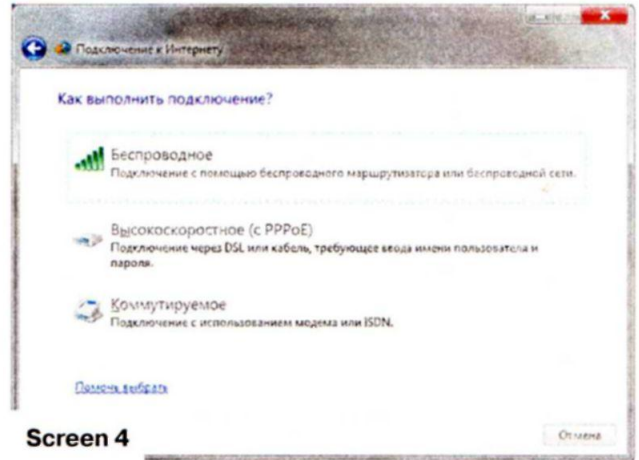 Подключение к Интернету
Как выполнить подключение?
Беспроводное
Подключение с помощью беспроводного маршрутизатора или беспроводной сети.
Высокоскоростное (с PPPoE)
Подключение через DSL или кабель, требующее ввода имени пользователя и
пароля.
Коммутируемое
Подключение с использованием модема или ISDN.
Помочь выбрать
Отмена
Screen 4